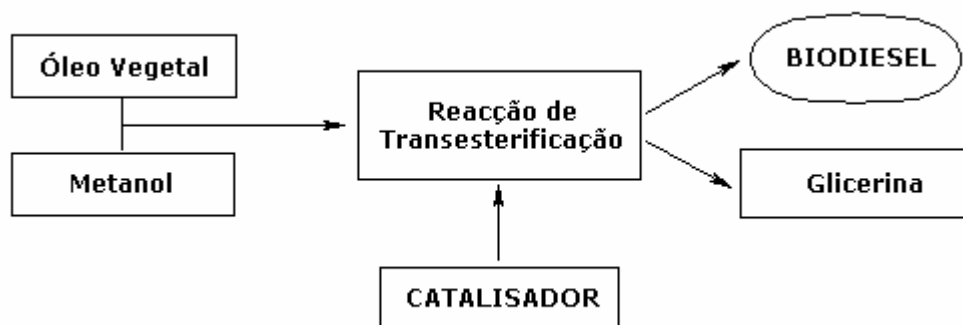 Óleo Vegetal
Metanol
Reacção de
Transesterificação
CATALISADOR
BIODIESEL
Glicerina